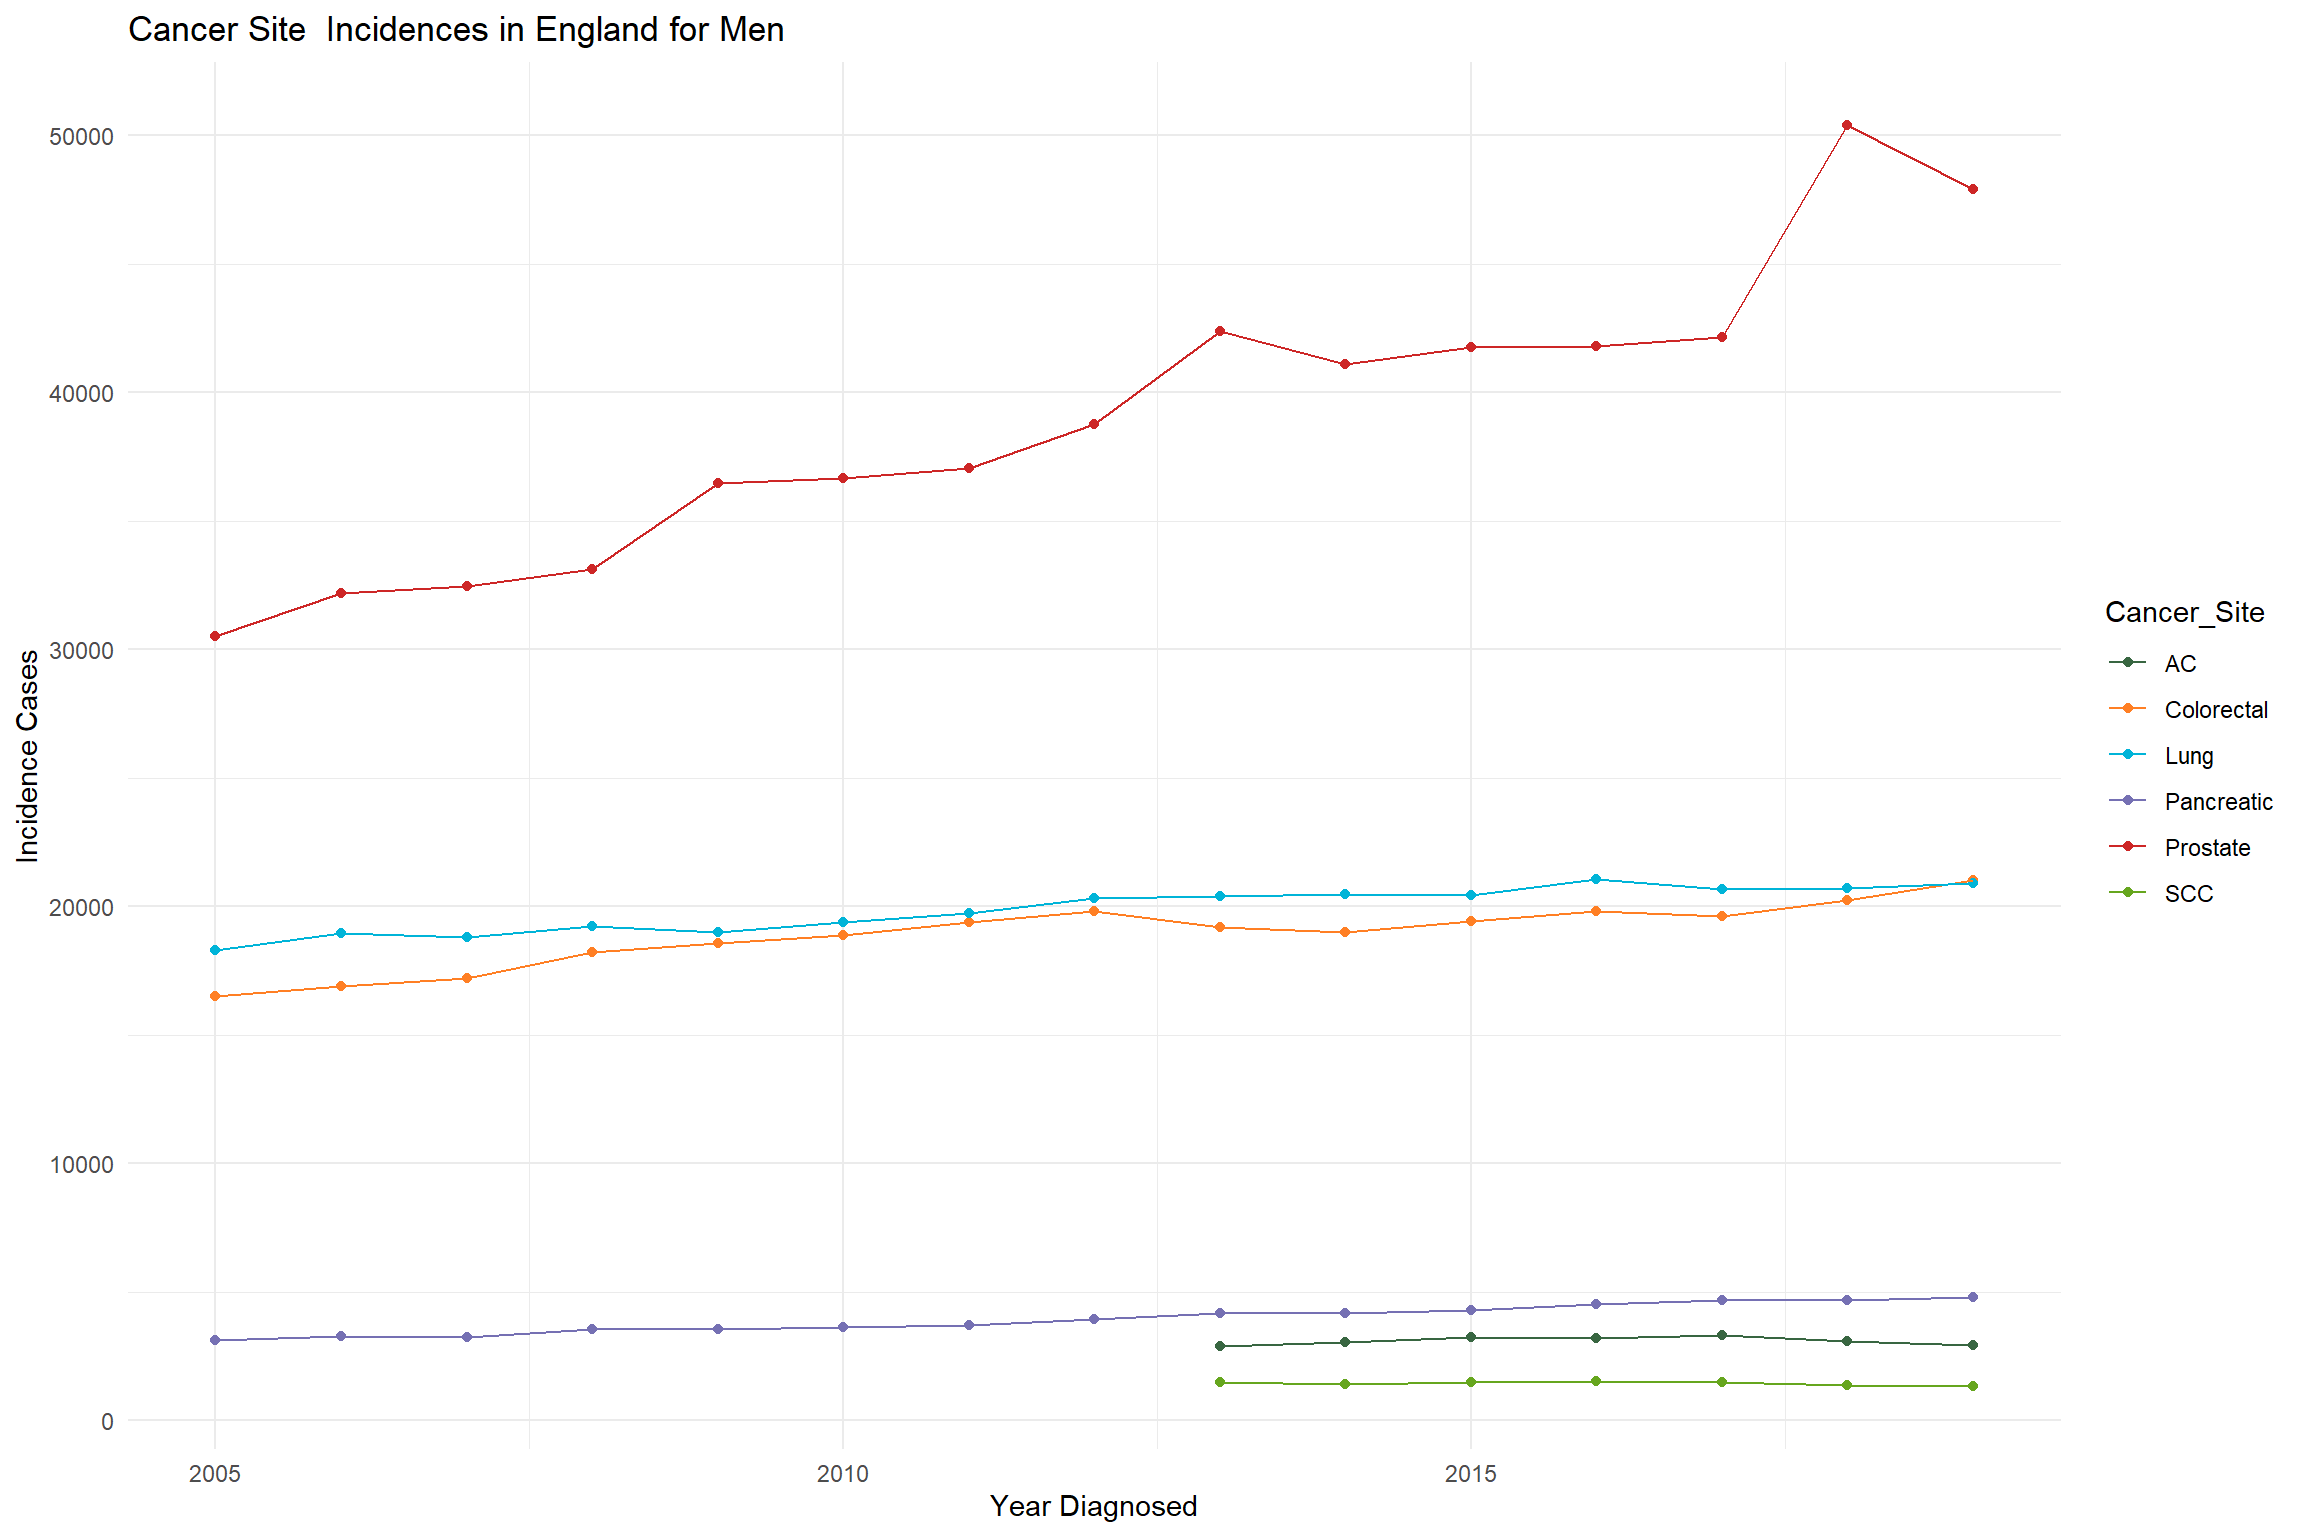 Cancer Site  Incidences in England for Men
50000
40000
30000
20000
10000
0
Incidence Cases
2005
2010
2015
Year Diagnosed
Cancer_Site
AC
Colorectal
Lung
Pancreatic
Prostate
SCC